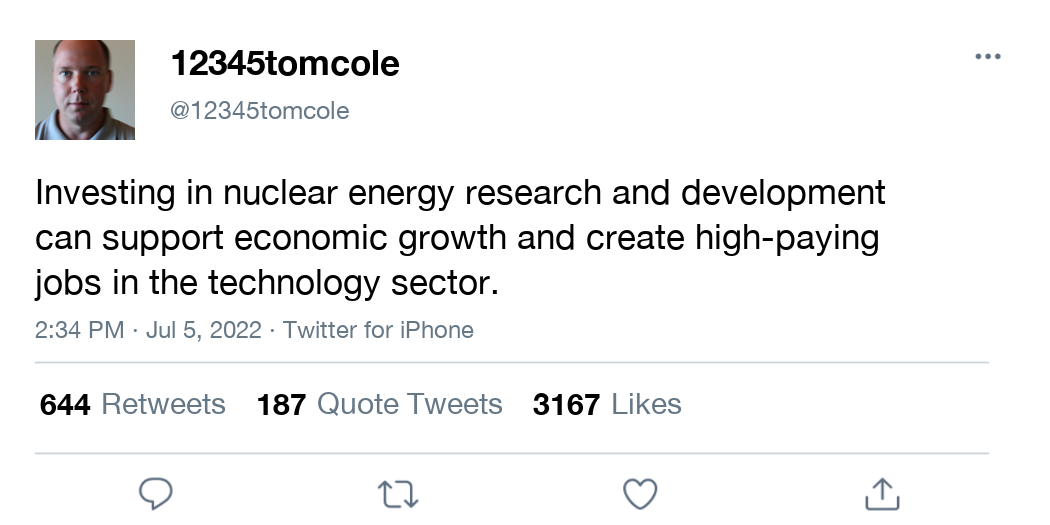 12345tomcole
@12345tomcole
Investing in nuclear energy research and development
can support economic growth and create high-paying
jobs in the technology sector.
2:34 PM · Jul 5, 2022 · Twitter for iPhone
644 Retweets 187 Quote Tweets 3167 Likes